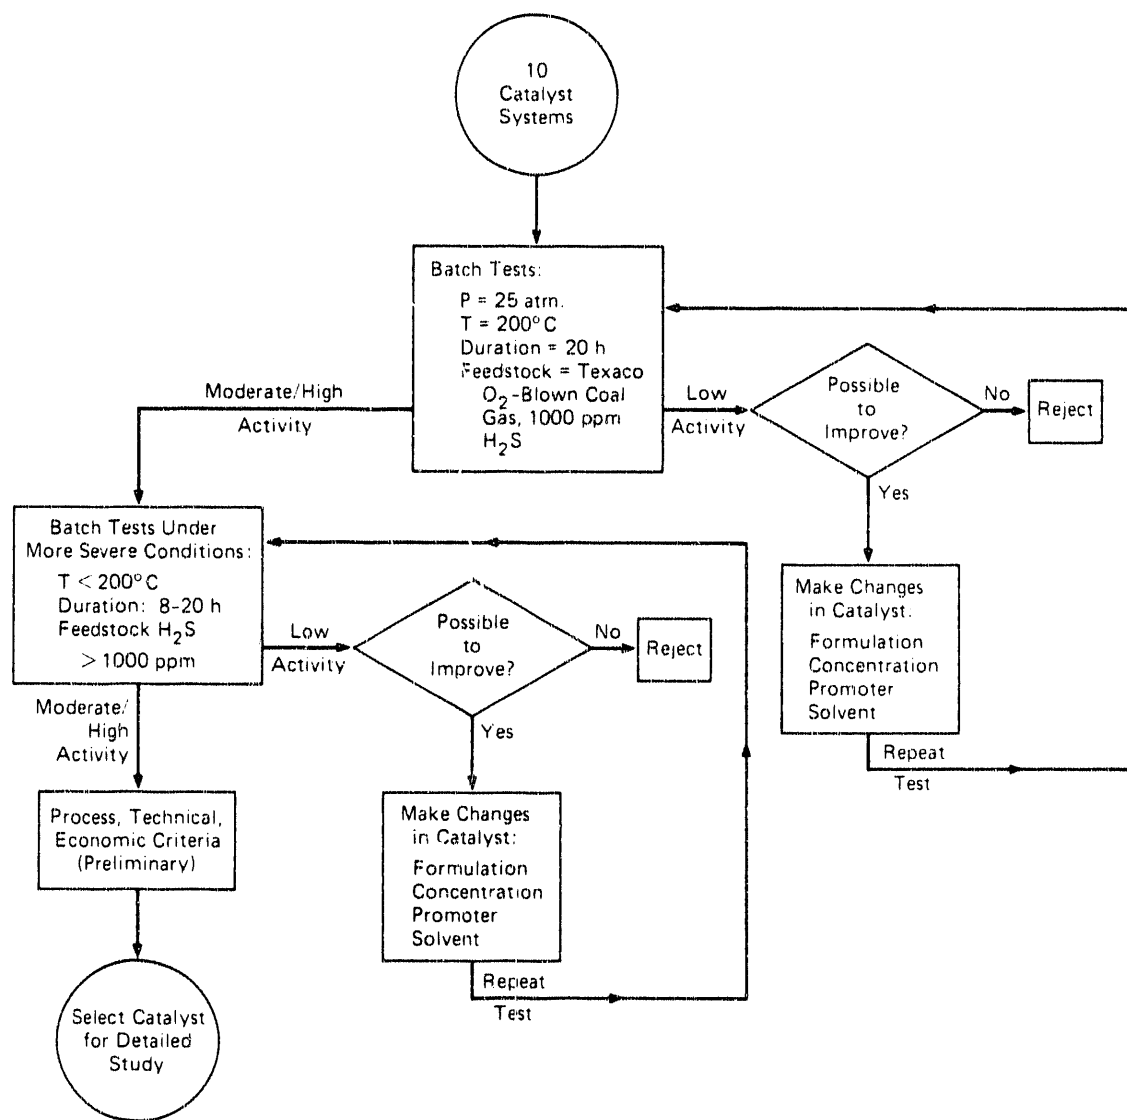 10
Catalyst
Systems
Batch Tests:
P = 25 atm.
T = 200°C
Duration = 20 h
Feedstock = Texaco
O₂-Blown Coal
Gas, 1000 ppm
H₂S
Moderate/High
Activity
Low
Activity
Possible
to
Improve?
No
Reject
Yes
Make Changes
in Catalyst:
Formulation
Concentration
Promoter
Solvent
Repeat
Test
Batch Tests Under
More Severe Conditions:
T < 200°C
Duration: 8-20 h
Feedstock H₂S
> 1000 ppm
Low
Activity
Possible
to
Improve?
No
Reject
Yes
Make Changes
in Catalyst:
Formulation
Concentration
Promoter
Solvent
Repeat
Test
Moderate/
High
Activity
Process, Technical,
Economic Criteria
(Preliminary)
Select Catalyst
for Detailed
Study